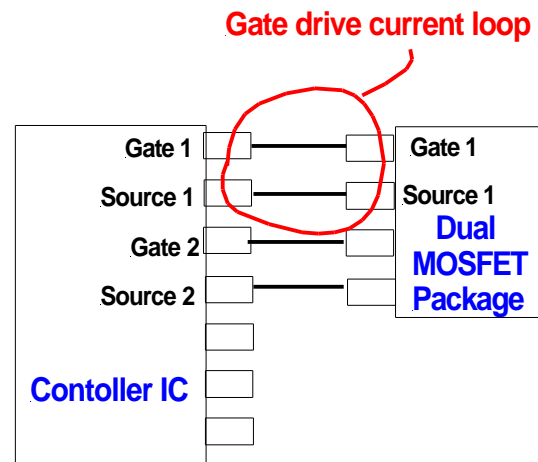 Gate drive current loop
Gate 1
Gate 1
Source 1
Source 1
Gate 2
Dual
MOSFET
Package
Source 2
Contoller IC